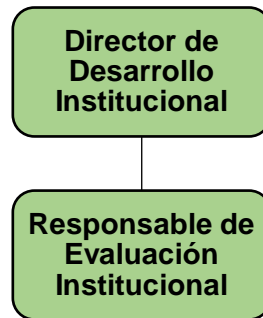 Director de
Desarrollo
Institucional
Responsable de
Evaluación
Institucional